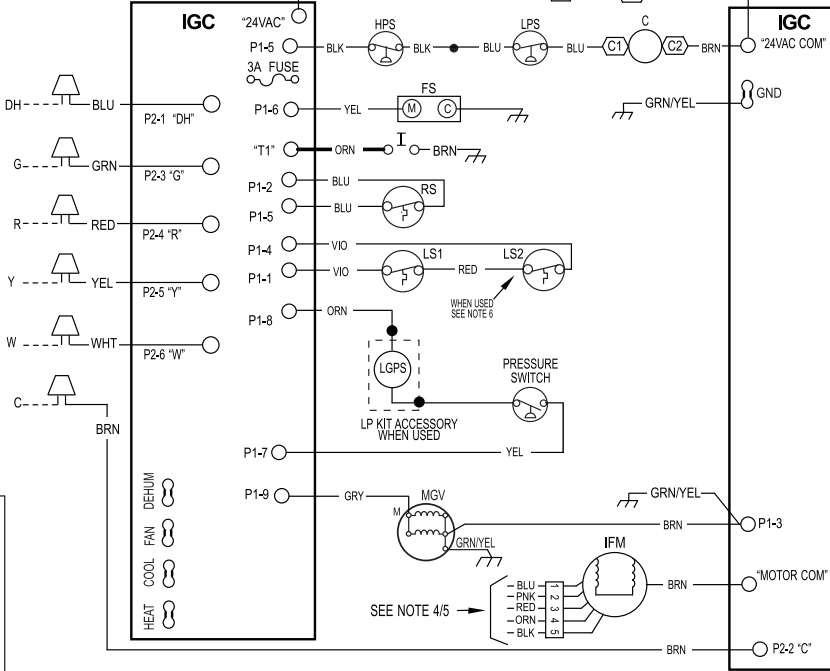 IGC
"24VAC"
HPS
LPS
C
IGC
P1-5
BLK
BLK
BLU
BLU
C1
C2
BRN
"24VAC COM"
3A FUSE
FS
GND
DH
BLU
P2-1 "DH"
P1-6
YEL
M
C
GRN/YEL
"T1"
ORN
BRN
G
GRN
P2-3 "G"
P1-2
BLU
RS
P1-5
BLU
R
RED
P2-4 "R"
P1-4
VIO
LS1
LS2
P1-1
VIO
RED
Y
YEL
P2-5 "Y"
WHEN USED
SEE NOTE 6
P1-8
ORN
W
WHT
P2-6 "W"
LGPS
PRESSURE
SWITCH
C
BRN
LP KIT ACCESSORY
WHEN USED
P1-7
YEL
DEHUM
P1-9
GRY
MGV
M
GRN/YEL
GRN/YEL
BRN
P1-3
FAN
IFM
COOL
BLU 1
PNK 2
RED 3
ORN 4
BLK 5
BRN
"MOTOR COM"
HEAT
SEE NOTE 4/5
BRN
P2-2 "C"